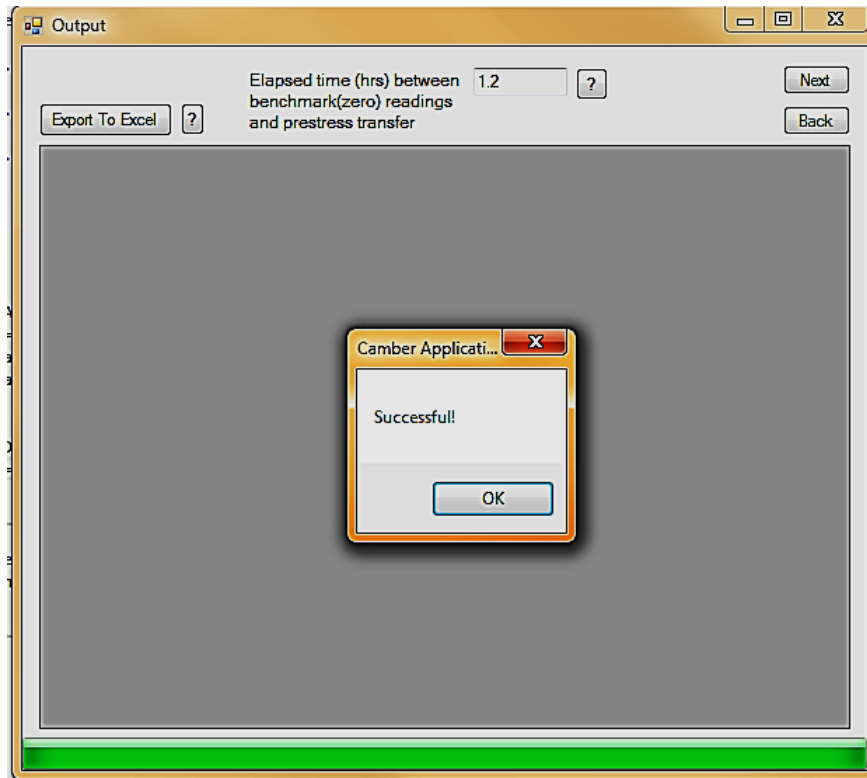 Output
Elapsed time (hrs) between
benchmark(zero) readings
and prestress transfer
1.2
?
Next
Back
Export To Excel
?
Camber Applicati...
Successful!
OK